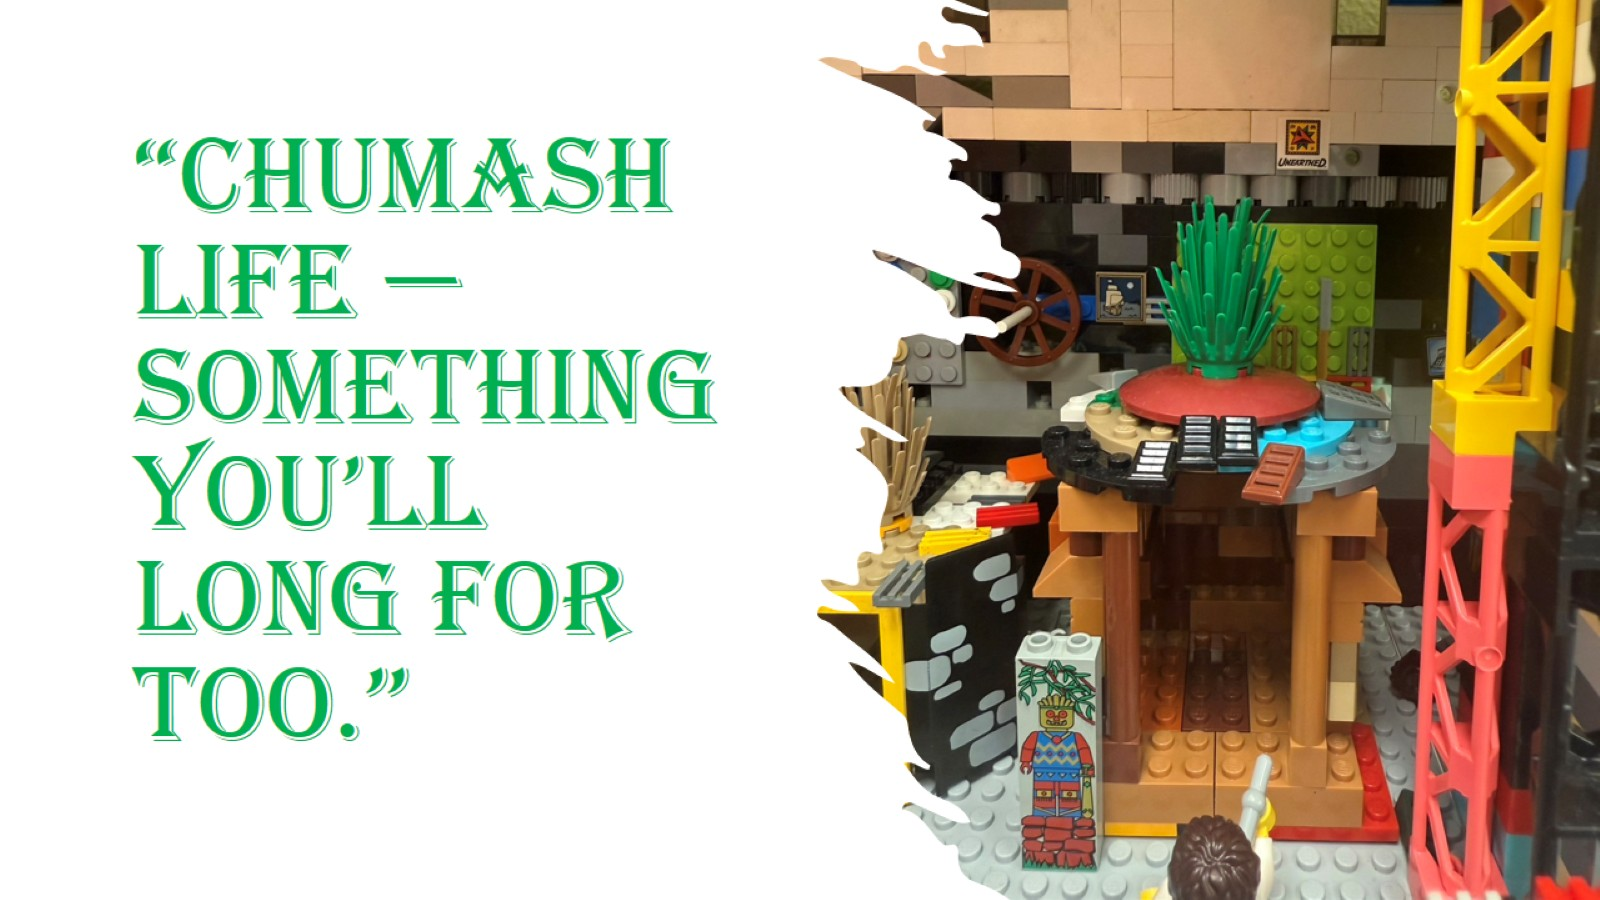 “CHUMASH
LIFE –
SOMETHING
YOU’LL
LONG FOR
TOO.”
UNEARTHED